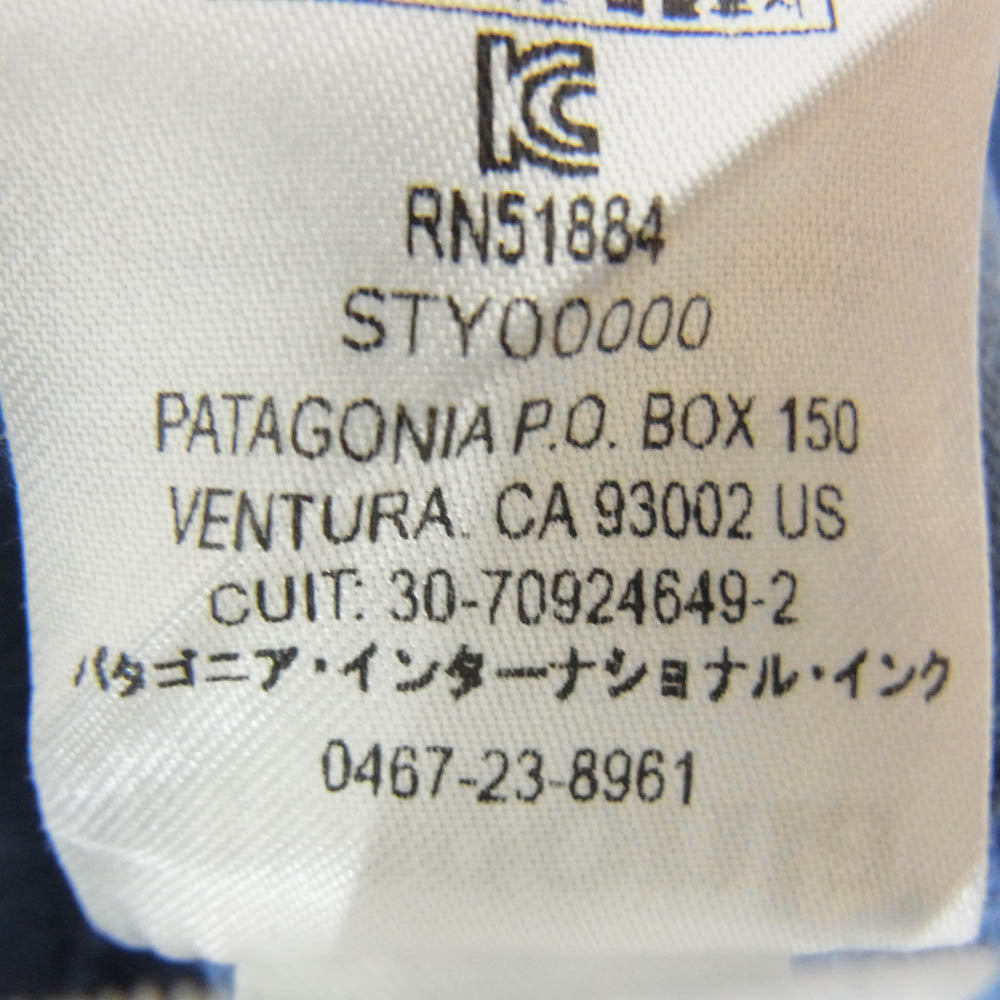 KC
RN51884
STY00000
PATAGONIA P.O. BOX 150
VENTURA. CA 93002 US
CUIT: 30-70924649-2
パタゴニア・インターナショナル・インク
0467-23-8961